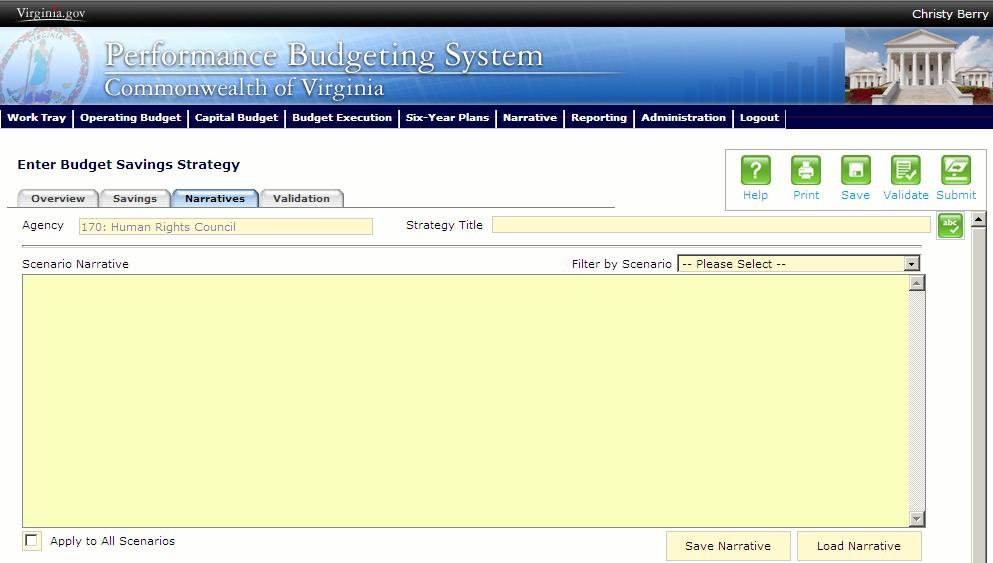 Virginia.gov
Christy Berry
VIRGINIA
Performance Budgeting System
Commonwealth of Virginia
Work Tray Operating Budget Capital Budget Budget Execution Six-Year Plans Narrative Reporting Administration Logout
Enter Budget Savings Strategy
Help Print Save Validate Submit
Overview Savings Narratives Validation
Agency 170: Human Rights Council Strategy Title abc
Scenario Narrative Filter by Scenario -- Please Select --
Apply to All Scenarios Save Narrative Load Narrative